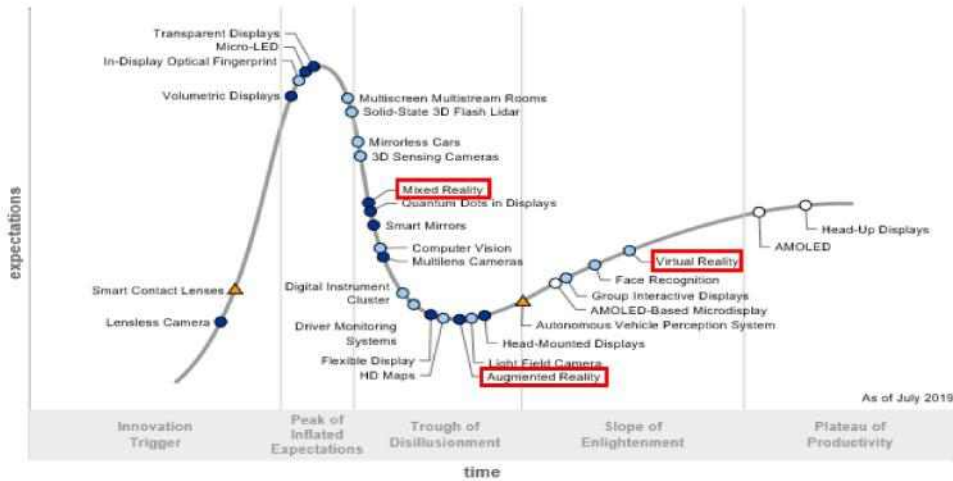 Transparent Displays
Micro-LED
In-Display Optical Fingerprint
Volumetric Displays
Multiscreen Multistream Rooms
Solid-State 3D Flash Lidar
Mirrorless Cars
3D Sensing Cameras
Mixed Reality
Quantum Dots in Displays
Smart Mirrors
Computer Vision
Multilens Cameras
Smart Contact Lenses
Lensless Camera
Digital Instrument
Cluster
Driver Monitoring
Systems
Flexible Display
HD Maps
Augmented Reality
Light Field Camera
Head-Mounted Displays
Autonomous Vehicle Perception System
AMOLED-Based Microdisplay
Group Interactive Displays
Face Recognition
Virtual Reality
AMOLED
Head-Up Displays
expectations
As of July 2019
Innovation
Trigger
Peak of
Inflated
Expectations
Trough of
Disillusionment
Slope of
Enlightenment
Plateau of
Productivity
time